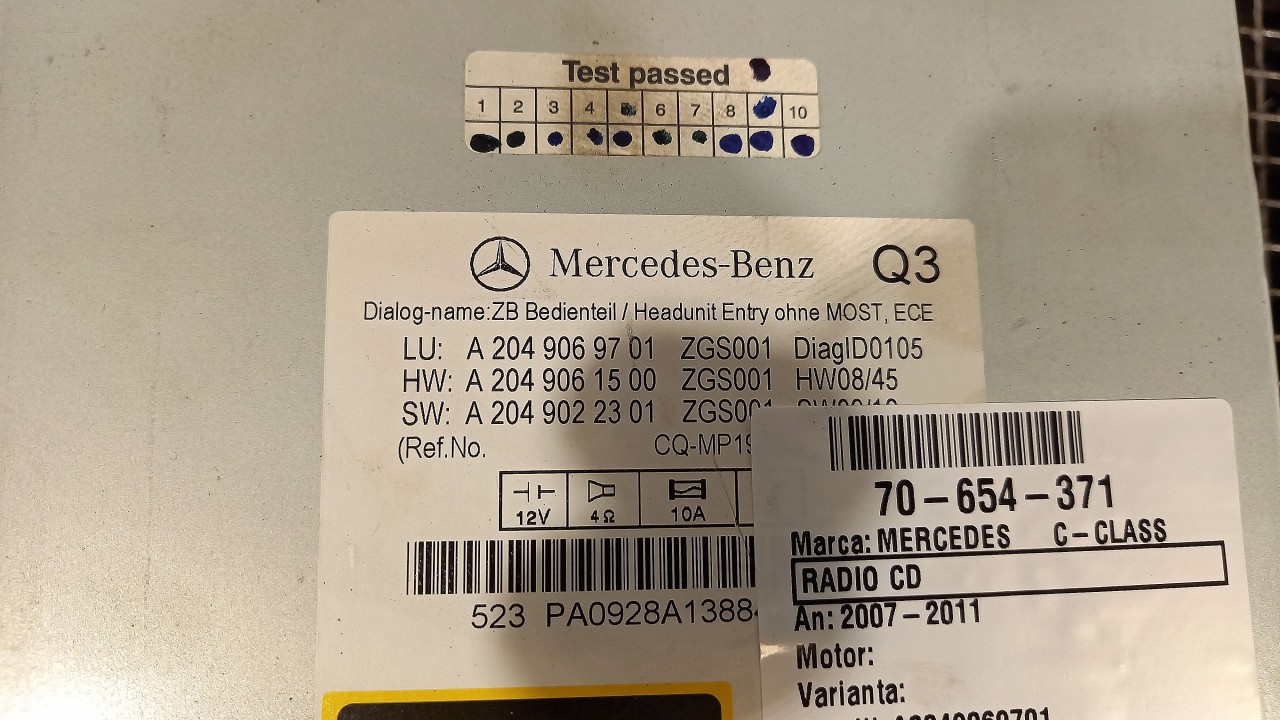 Test passed
1 2 3 4 6 7 8 10
Mercedes-Benz Q3
Dialog-name:ZB Bedienteil / Headunit Entry ohne MOST, ECE
LU: A 204 906 97 01 ZGS001 DiagID0105
HW: A 204 906 15 00 ZGS001 HW08/45
SW: A 204 902 23 01
(Ref.No.
12V 4Ω 10A
523
70-654-371
Marca: MERCEDES C-CLASS
RADIO CD
An: 2007-2011
Motor:
Varianta: